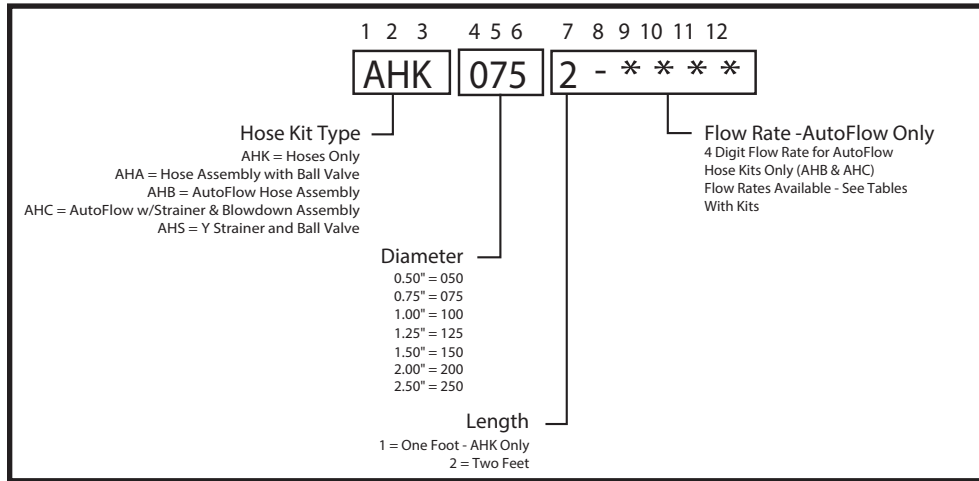 1 2 3 4 5 6 7 8 9 10 11 12
AHK 075 2 - * * * *
Hose Kit Type
AHK = Hoses Only
AHA = Hose Assembly with Ball Valve
AHB = AutoFlow Hose Assembly
AHC = AutoFlow w/Strainer & Blowdown Assembly
AHS = Y Strainer and Ball Valve
Flow Rate -AutoFlow Only
4 Digit Flow Rate for AutoFlow
Hose Kits Only (AHB & AHC)
Flow Rates Available - See Tables
With Kits
Diameter
0.50" = 050
0.75" = 075
1.00" = 100
1.25" = 125
1.50" = 150
2.00" = 200
2.50" = 250
Length
1 = One Foot - AHK Only
2 = Two Feet